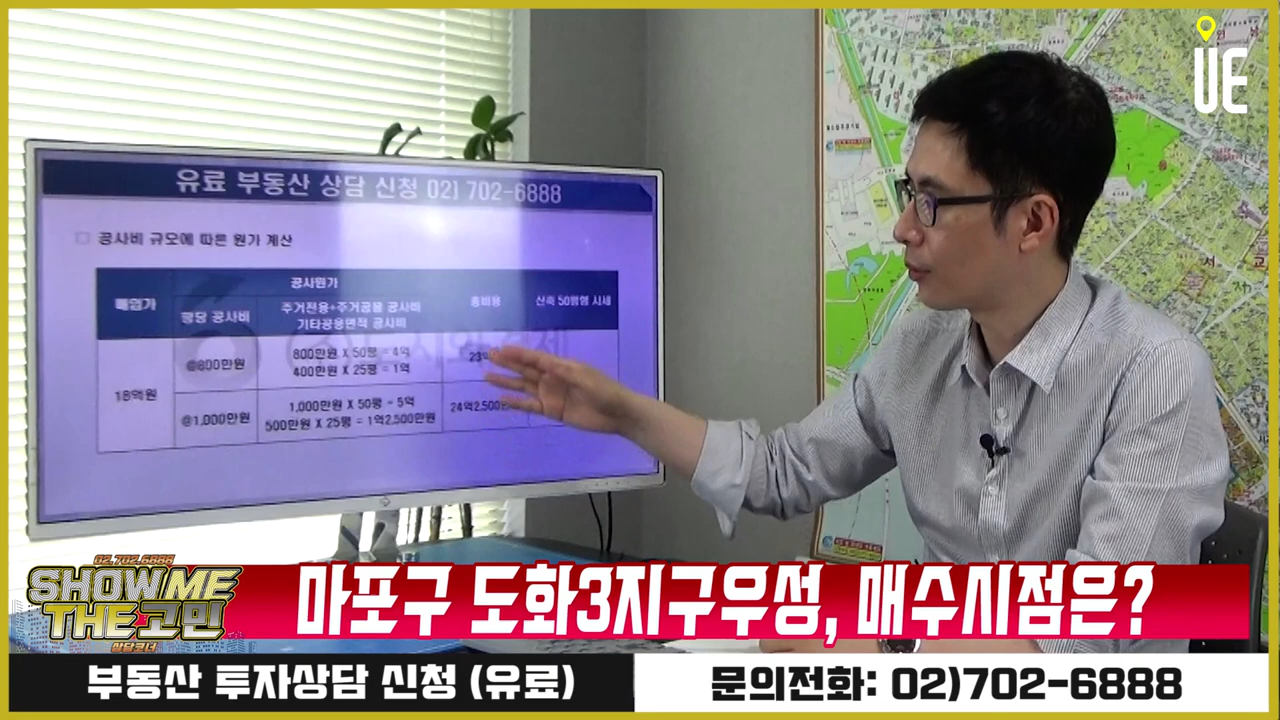 UE
유료 부동산 상담 신청 02) 702-6888
공사비 규모에 따른 원가 계산
매입가
공사원가
총비용
신축 50평형 시세
평당 공사비
주거전용+주거공용 공사비
기타공용면적 공사비
18억원
@800만원
800만원 X 50평 = 4억
400만원 X 25평 = 1억
23억
@1,000만원
1,000만원 X 50평 = 5억
500만원 X 25평 = 1억2,500만원
24억2,500만
02.702.6888
SHOW ME
THE 고민
상담코너
마포구 도화3지구우성, 매수시점은?
부동산 투자상담 신청 (유료)
문의전화: 02)702-6888